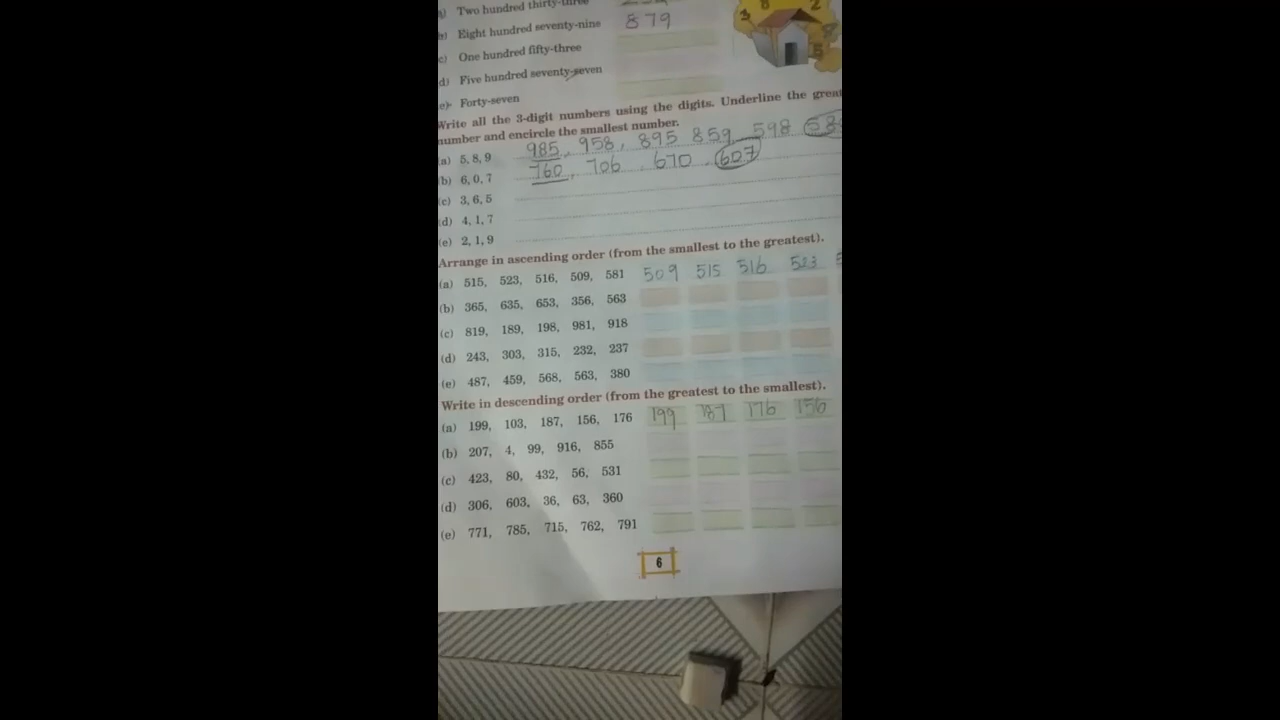 Two hundred thirty-three
Eight hundred seventy-nine 879
c) One hundred fifty-three
d) Five hundred seventy-seven
e) Forty-seven
Write all the 3-digit numbers using the digits. Underline the
number and encircle the smallest number.
(a) 5, 8, 9 985, 958, 895 859 598
(b) 6, 0, 7 760, 706, 670, 607
(c) 3, 6, 5
(d) 4, 1, 7
(e) 2, 1, 9
Arrange in ascending order (from the smallest to the greatest).
(a) 515, 523, 516, 509, 581 509 515 516 523
(b) 365, 635, 653, 356, 563
(c) 819, 189, 198, 981, 918
(d) 243, 303, 315, 232, 237
(e) 487, 459, 568, 563, 380
Write in descending order (from the greatest to the smallest).
(a) 199, 103, 187, 156, 176 199 187 176 156
(b) 207, 4, 99, 916, 855
(c) 423, 80, 432, 56, 531
(d) 306, 603, 36, 63, 360
(e) 771, 785, 715, 762, 791
6